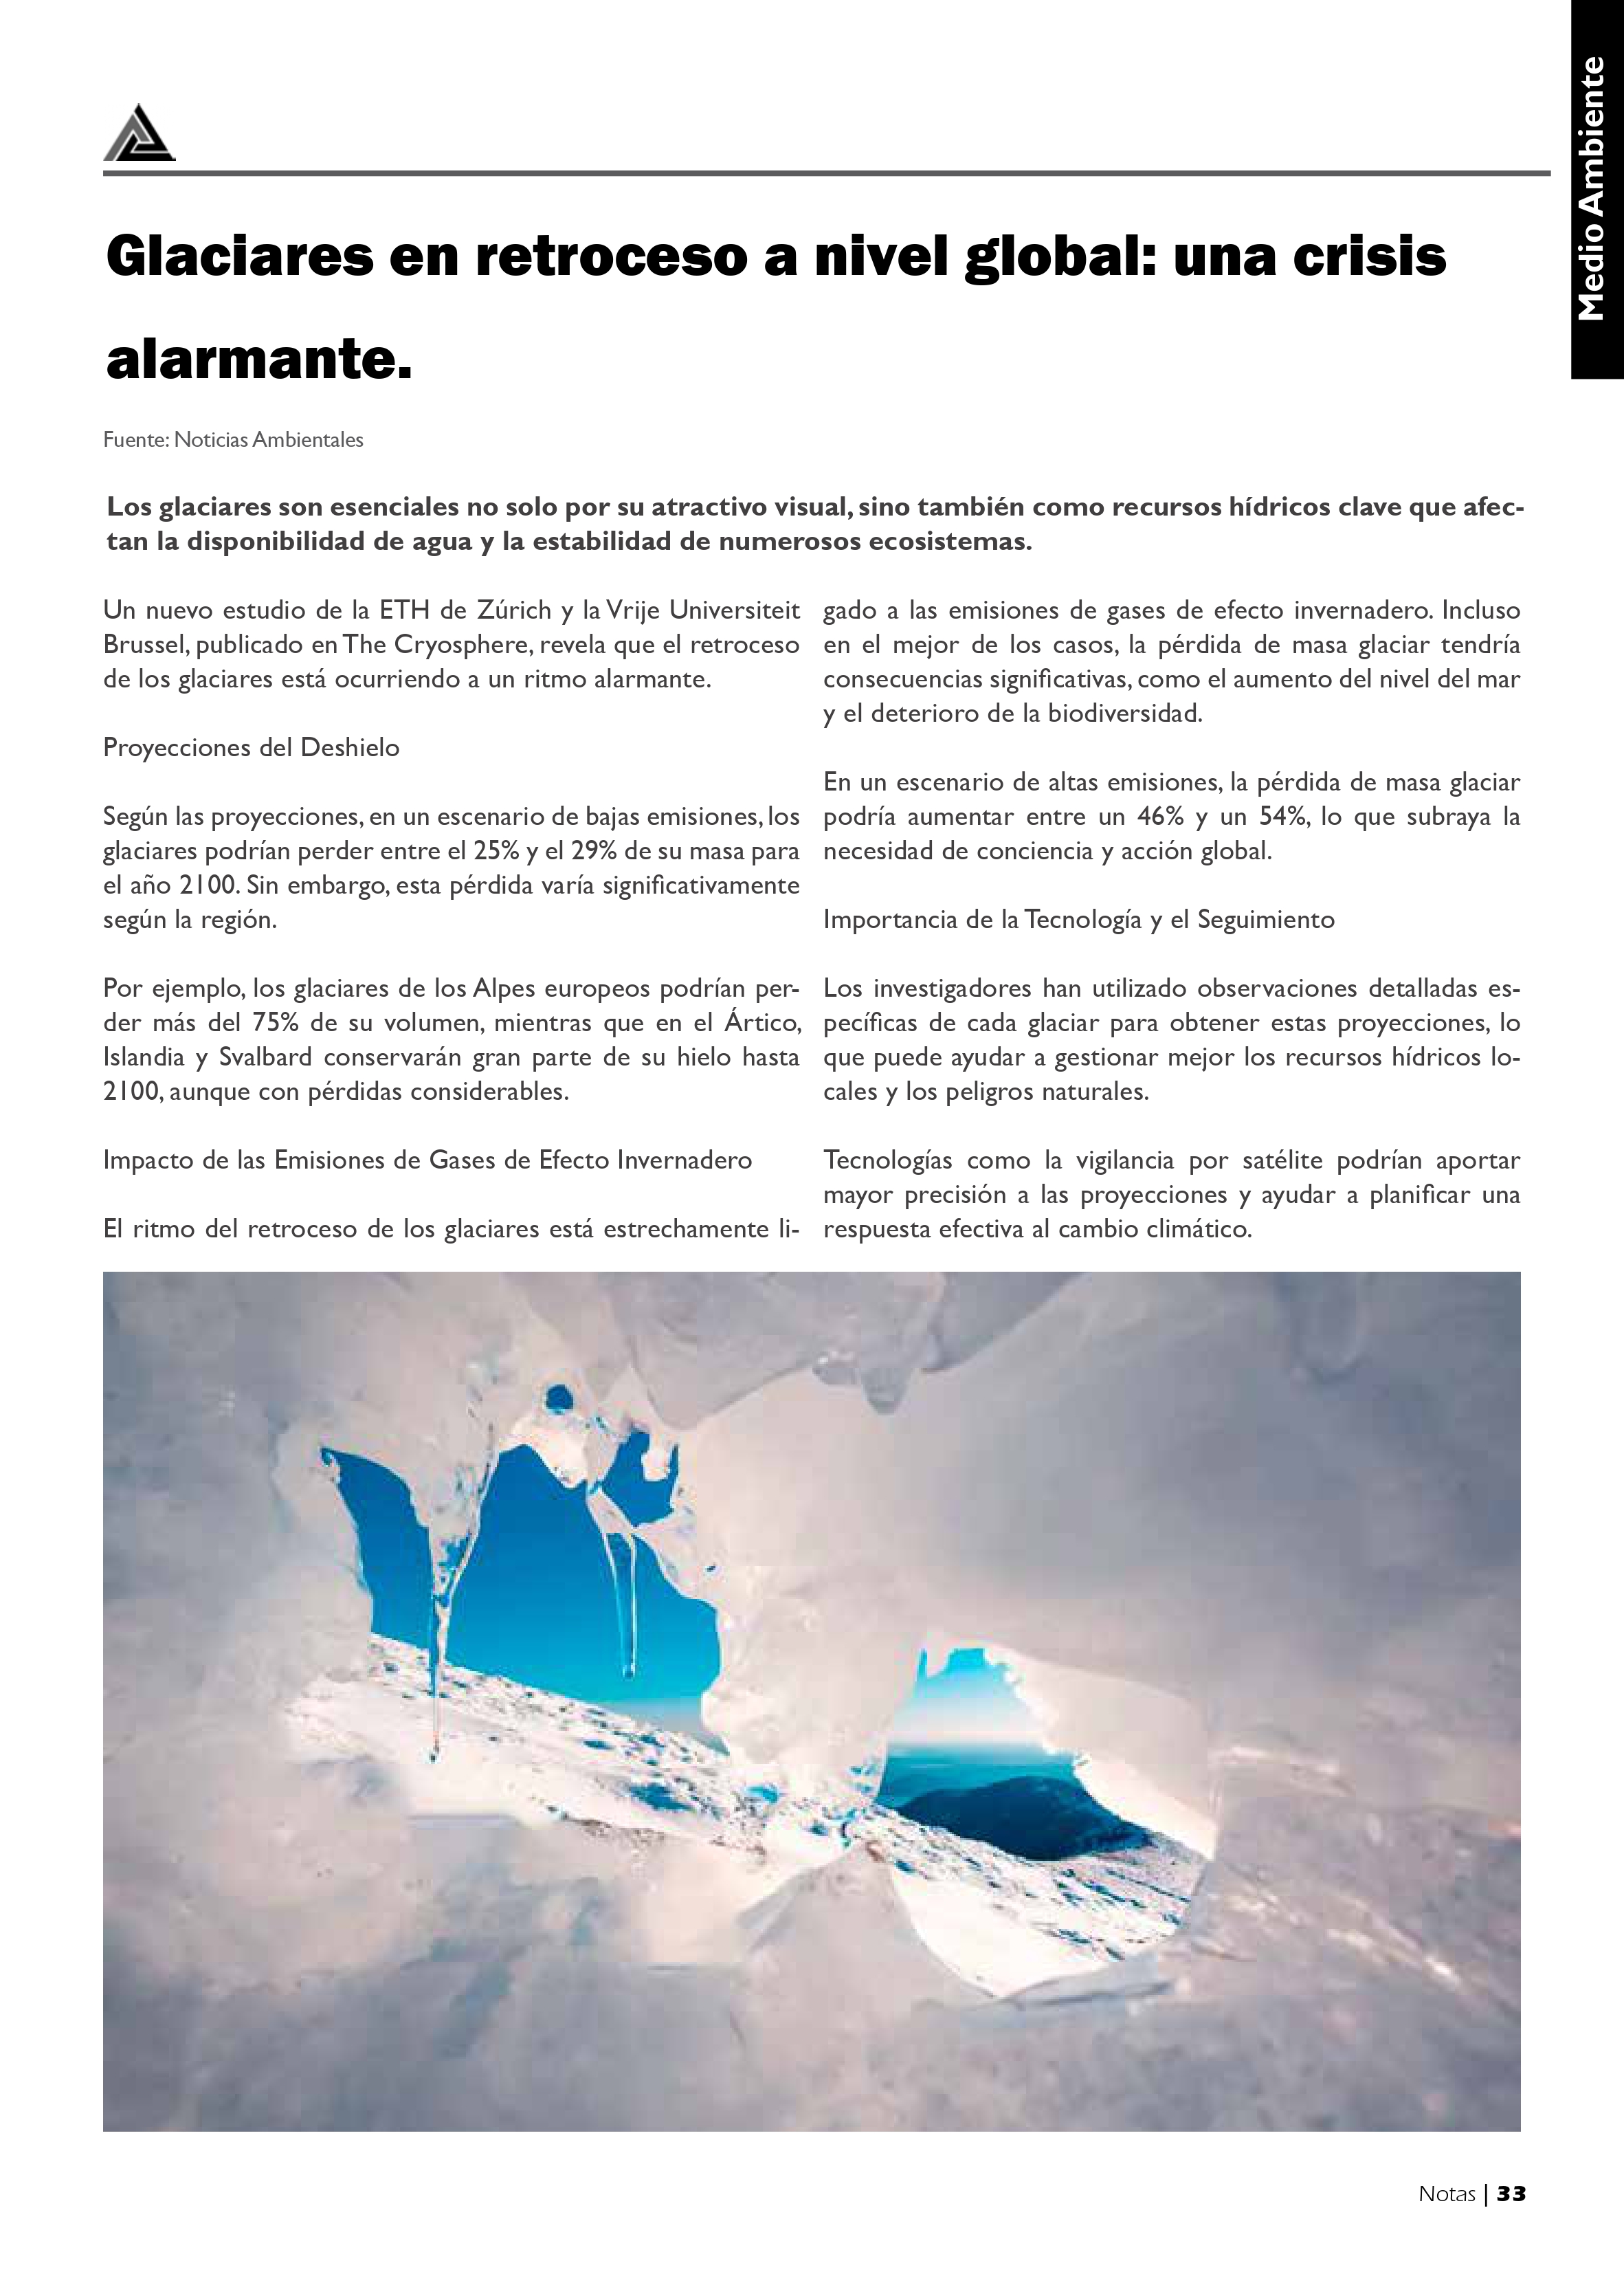 Medio Ambiente
Glaciares en retroceso a nivel global: una crisis
alarmante.
Fuente: Noticias Ambientales
Los glaciares son esenciales no solo por su atractivo visual, sino también como recursos hídricos clave que afec-
tan la disponibilidad de agua y la estabilidad de numerosos ecosistemas.
Un nuevo estudio de la ETH de Zúrich y la Vrije Universiteit
Brussel, publicado en The Cryosphere, revela que el retroceso
de los glaciares está ocurriendo a un ritmo alarmante.
Proyecciones del Deshielo
Según las proyecciones, en un escenario de bajas emisiones, los
glaciares podrían perder entre el 25% y el 29% de su masa para
el año 2100. Sin embargo, esta pérdida varía significativamente
según la región.
Por ejemplo, los glaciares de los Alpes europeos podrían per-
der más del 75% de su volumen, mientras que en el Ártico,
Islandia y Svalbard conservarán gran parte de su hielo hasta
2100, aunque con pérdidas considerables.
Impacto de las Emisiones de Gases de Efecto Invernadero
El ritmo del retroceso de los glaciares está estrechamente li-
gado a las emisiones de gases de efecto invernadero. Incluso
en el mejor de los casos, la pérdida de masa glaciar tendría
consecuencias significativas, como el aumento del nivel del mar
y el deterioro de la biodiversidad.
En un escenario de altas emisiones, la pérdida de masa glaciar
podría aumentar entre un 46% y un 54%, lo que subraya la
necesidad de conciencia y acción global.
Importancia de la Tecnología y el Seguimiento
Los investigadores han utilizado observaciones detalladas es-
pecíficas de cada glaciar para obtener estas proyecciones, lo
que puede ayudar a gestionar mejor los recursos hídricos lo-
cales y los peligros naturales.
Tecnologías como la vigilancia por satélite podrían aportar
mayor precisión a las proyecciones y ayudar a planificar una
respuesta efectiva al cambio climático.
Notas | 33